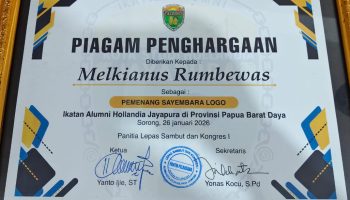 PIAGAM PENGHARGAAN
Diberikan Kepada :
Melkianus Rumbewas
Sebagai :
PEMENANG SAYEMBARA LOGO
Ikatan Alumni Hollandia Jayapura di Provinsi Papua Barat Daya
Sorong, 26 januari 2026
Panitia Lepas Sambut dan Kongres I
Ketua
Sekretaris
Yanto Ijie, ST
Yonas Kocu, S.Pd